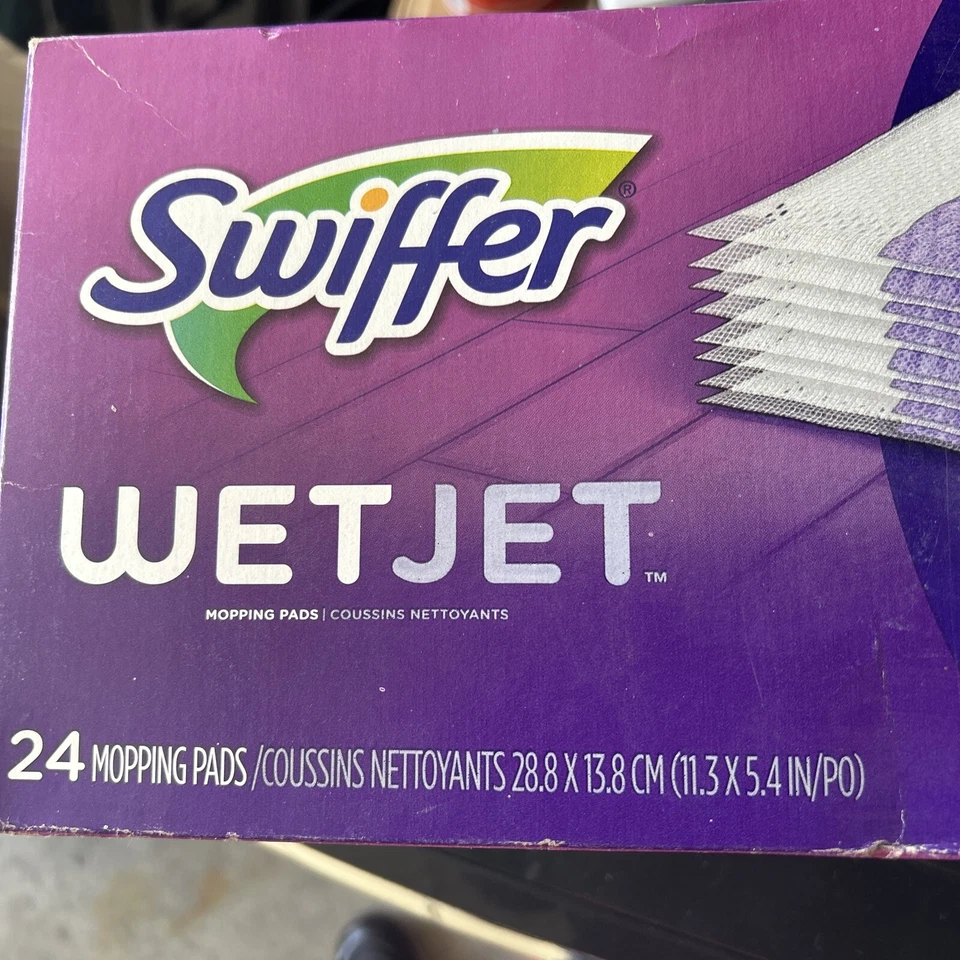 Swiffer®
WETJET™
MOPPING PADS | COUSSINS NETTOYANTS
24 MOPPING PADS / COUSSINS NETTOYANTS 28.8 X 13.8 CM (11.3 X 5.4 IN/PO)